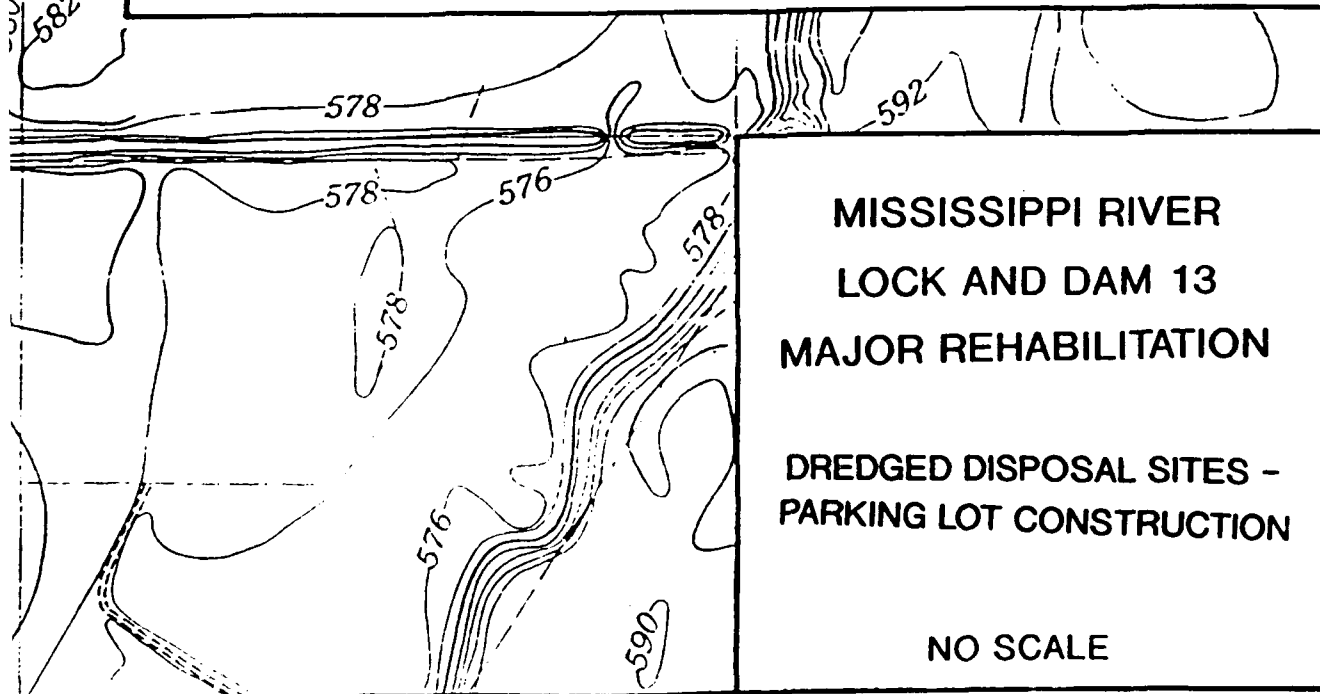 582
578
592
578
576
578
578
576
590
MISSISSIPPI RIVER
LOCK AND DAM 13
MAJOR REHABILITATION
DREDGED DISPOSAL SITES -
PARKING LOT CONSTRUCTION
NO SCALE